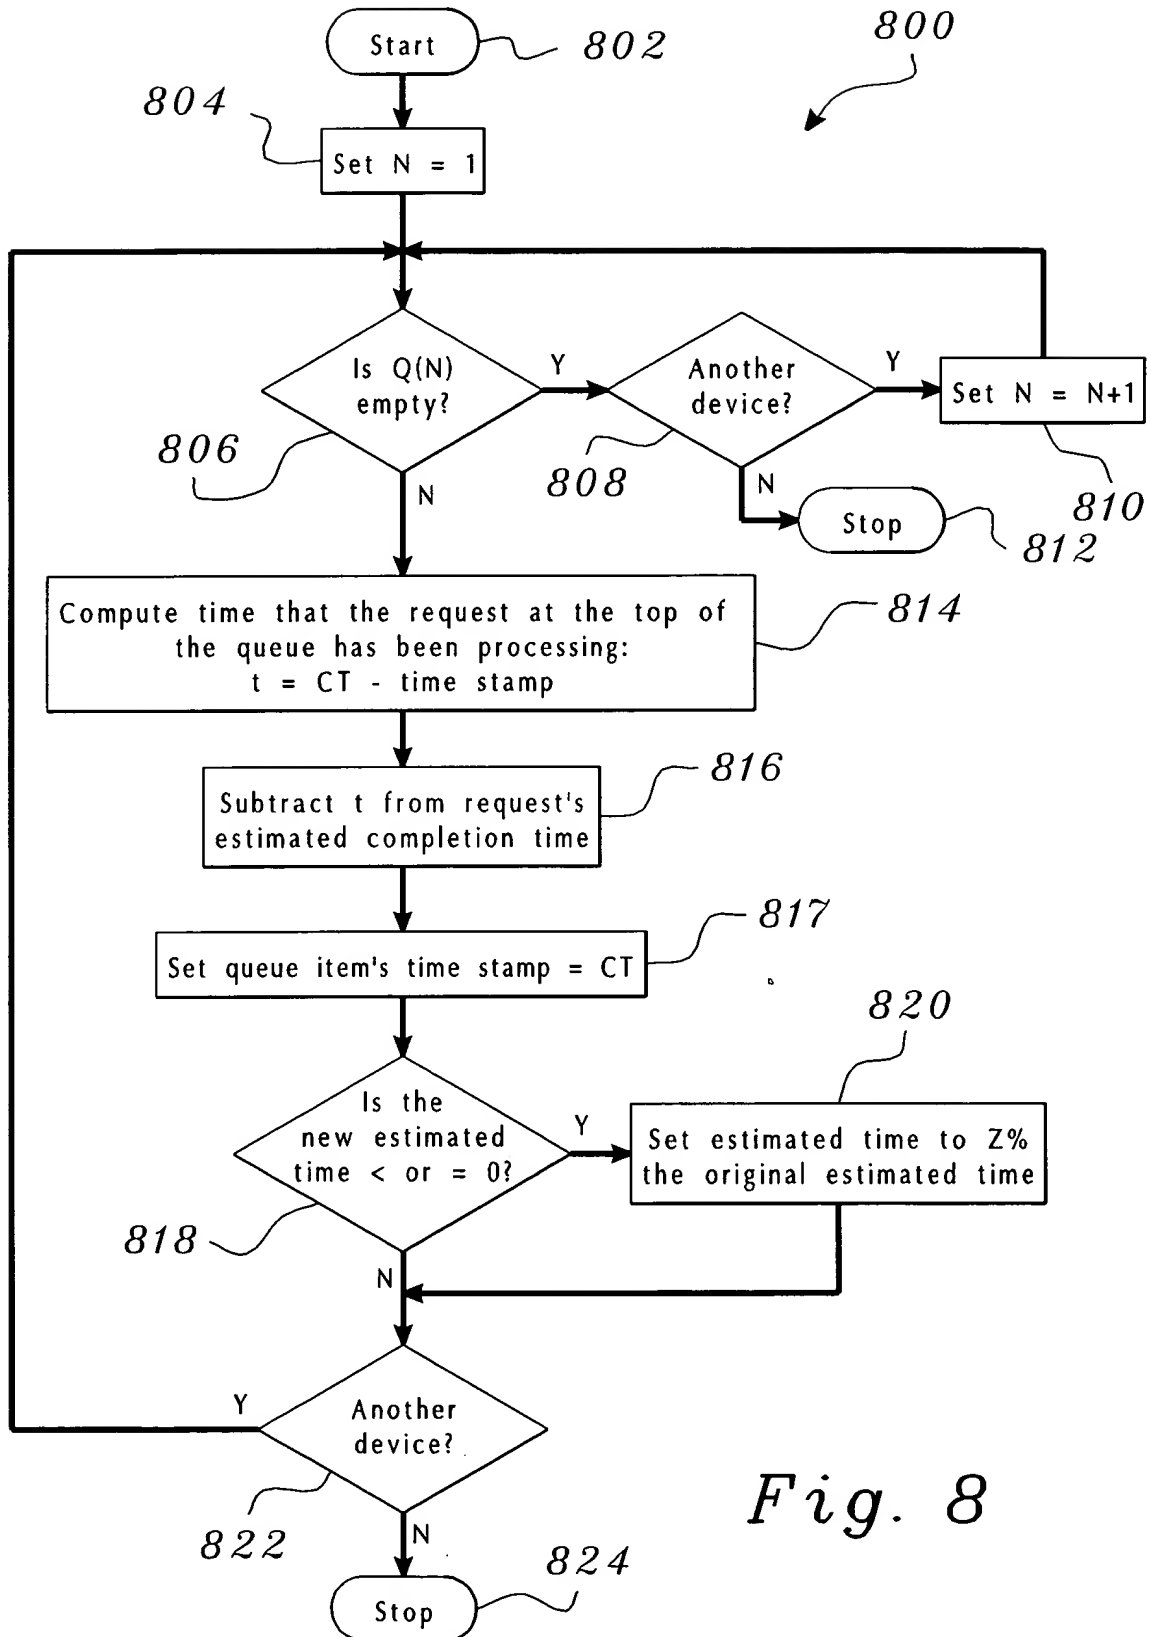 Start
802
800
804
Set N = 1
Is Q(N)
empty?
Y
Another
device?
Y
Set N = N+1
806
N
808
N
810
Stop
812
Compute time that the request at the top of
the queue has been processing:
t = CT - time stamp
814
816
Subtract t from request's
estimated completion time
817
Set queue item's time stamp = CT
820
Is the
new estimated
time < or = 0?
Y
Set estimated time to Z%
the original estimated time
818
N
Y
Another
device?
Fig. 8
822
N
824
Stop